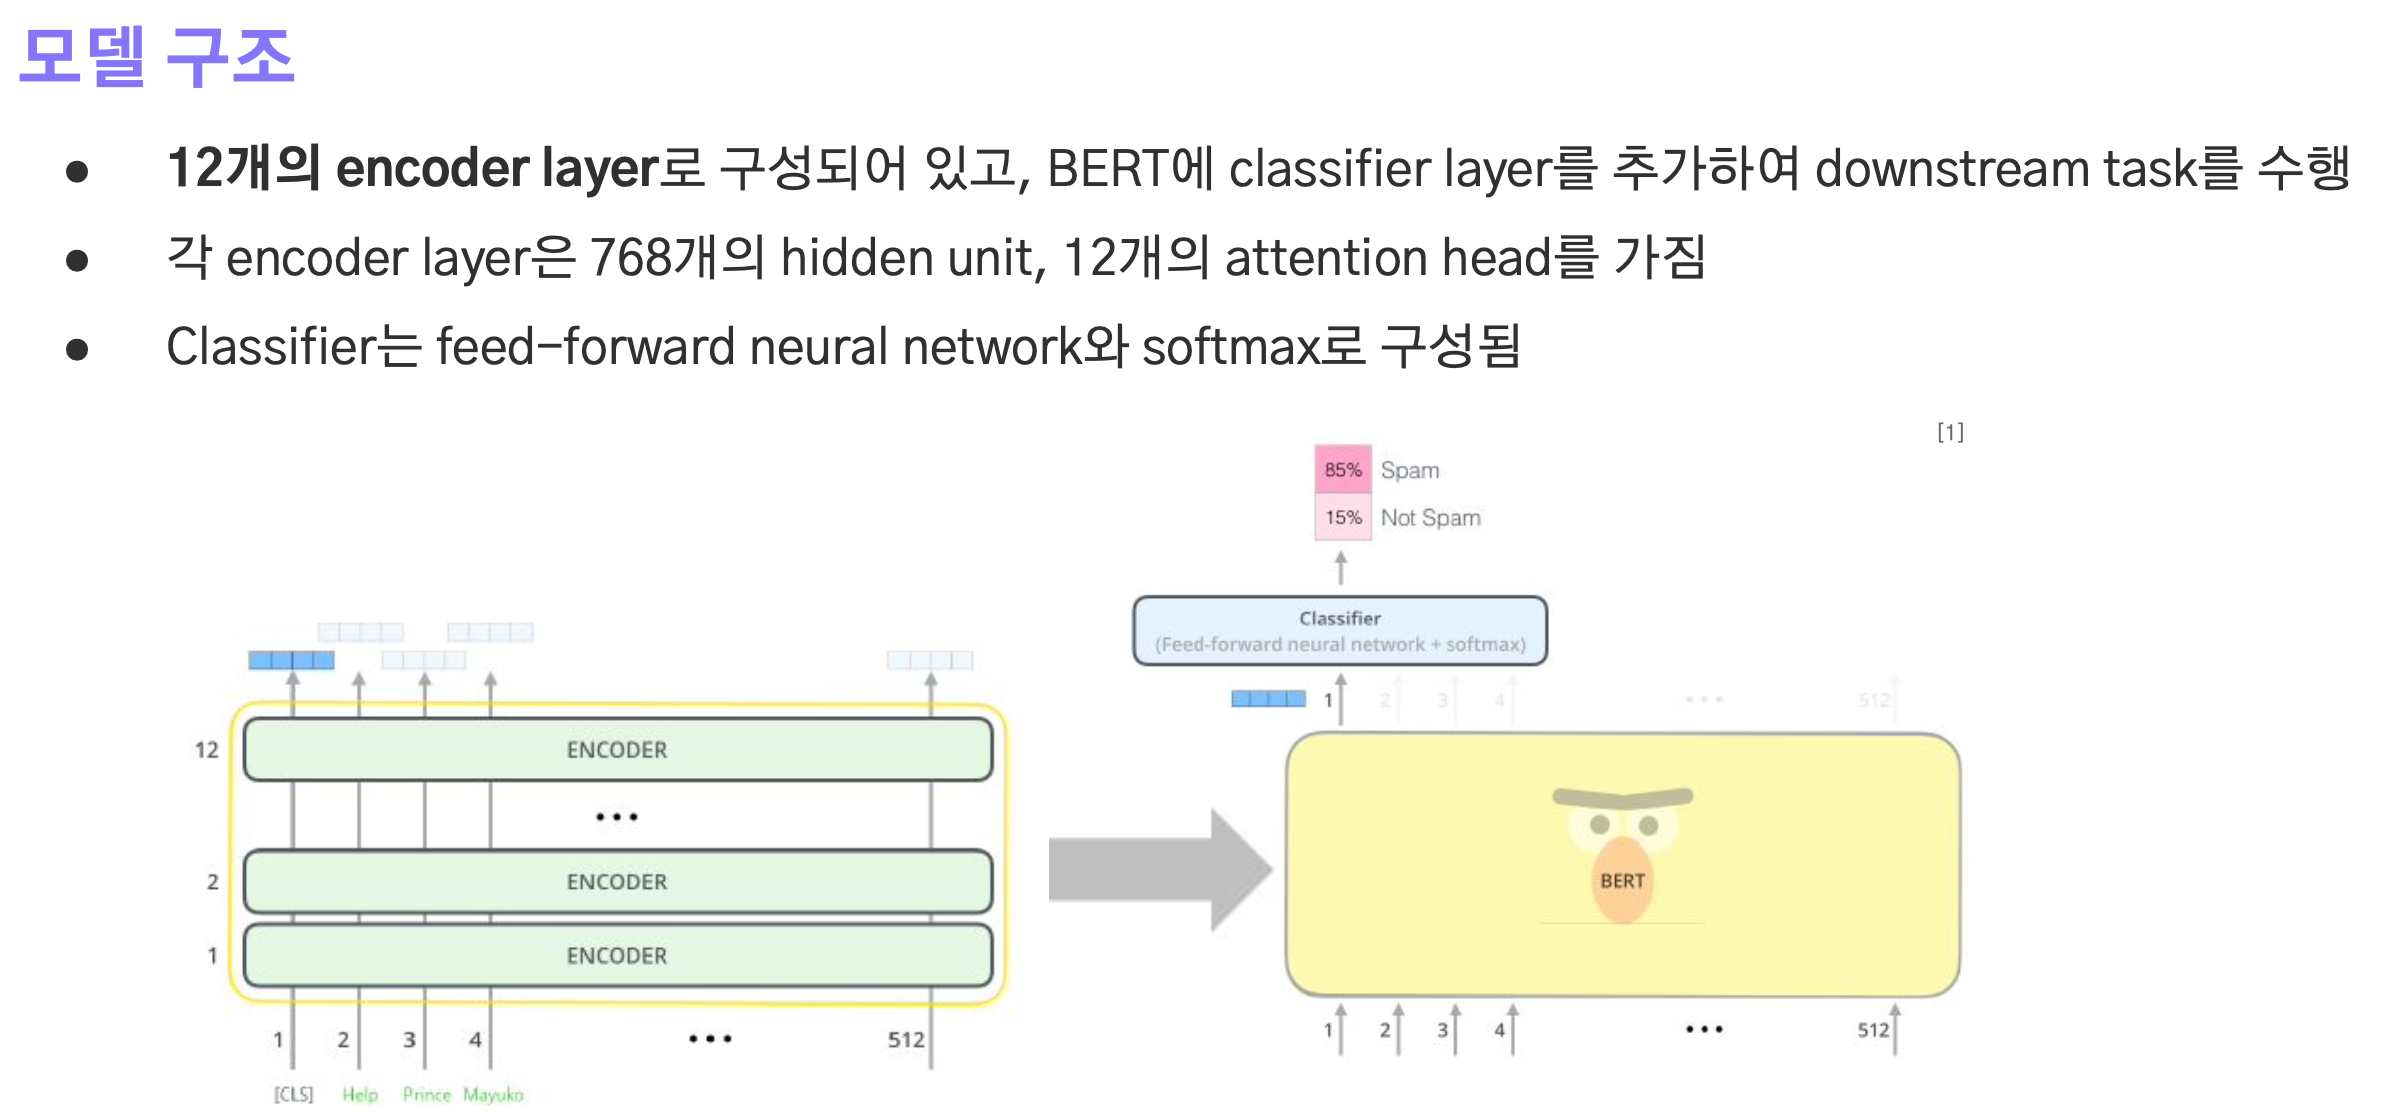 모델 구조
● 12개의 encoder layer로 구성되어 있고, BERT에 classifier layer를 추가하여 downstream task를 수행
● 각 encoder layer은 768개의 hidden unit, 12개의 attention head를 가짐
● Classifier는 feed-forward neural network와 softmax로 구성됨
[1]
85% Spam
15% Not Spam
Classifier
(Feed-forward neural network + softmax)
1 2 3 4 ... 512
12 ENCODER
...
2 ENCODER
1 ENCODER
1 2 3 4 ... 512
[CLS] Help Prince Mayuko
BERT
1 2 3 4 ... 512